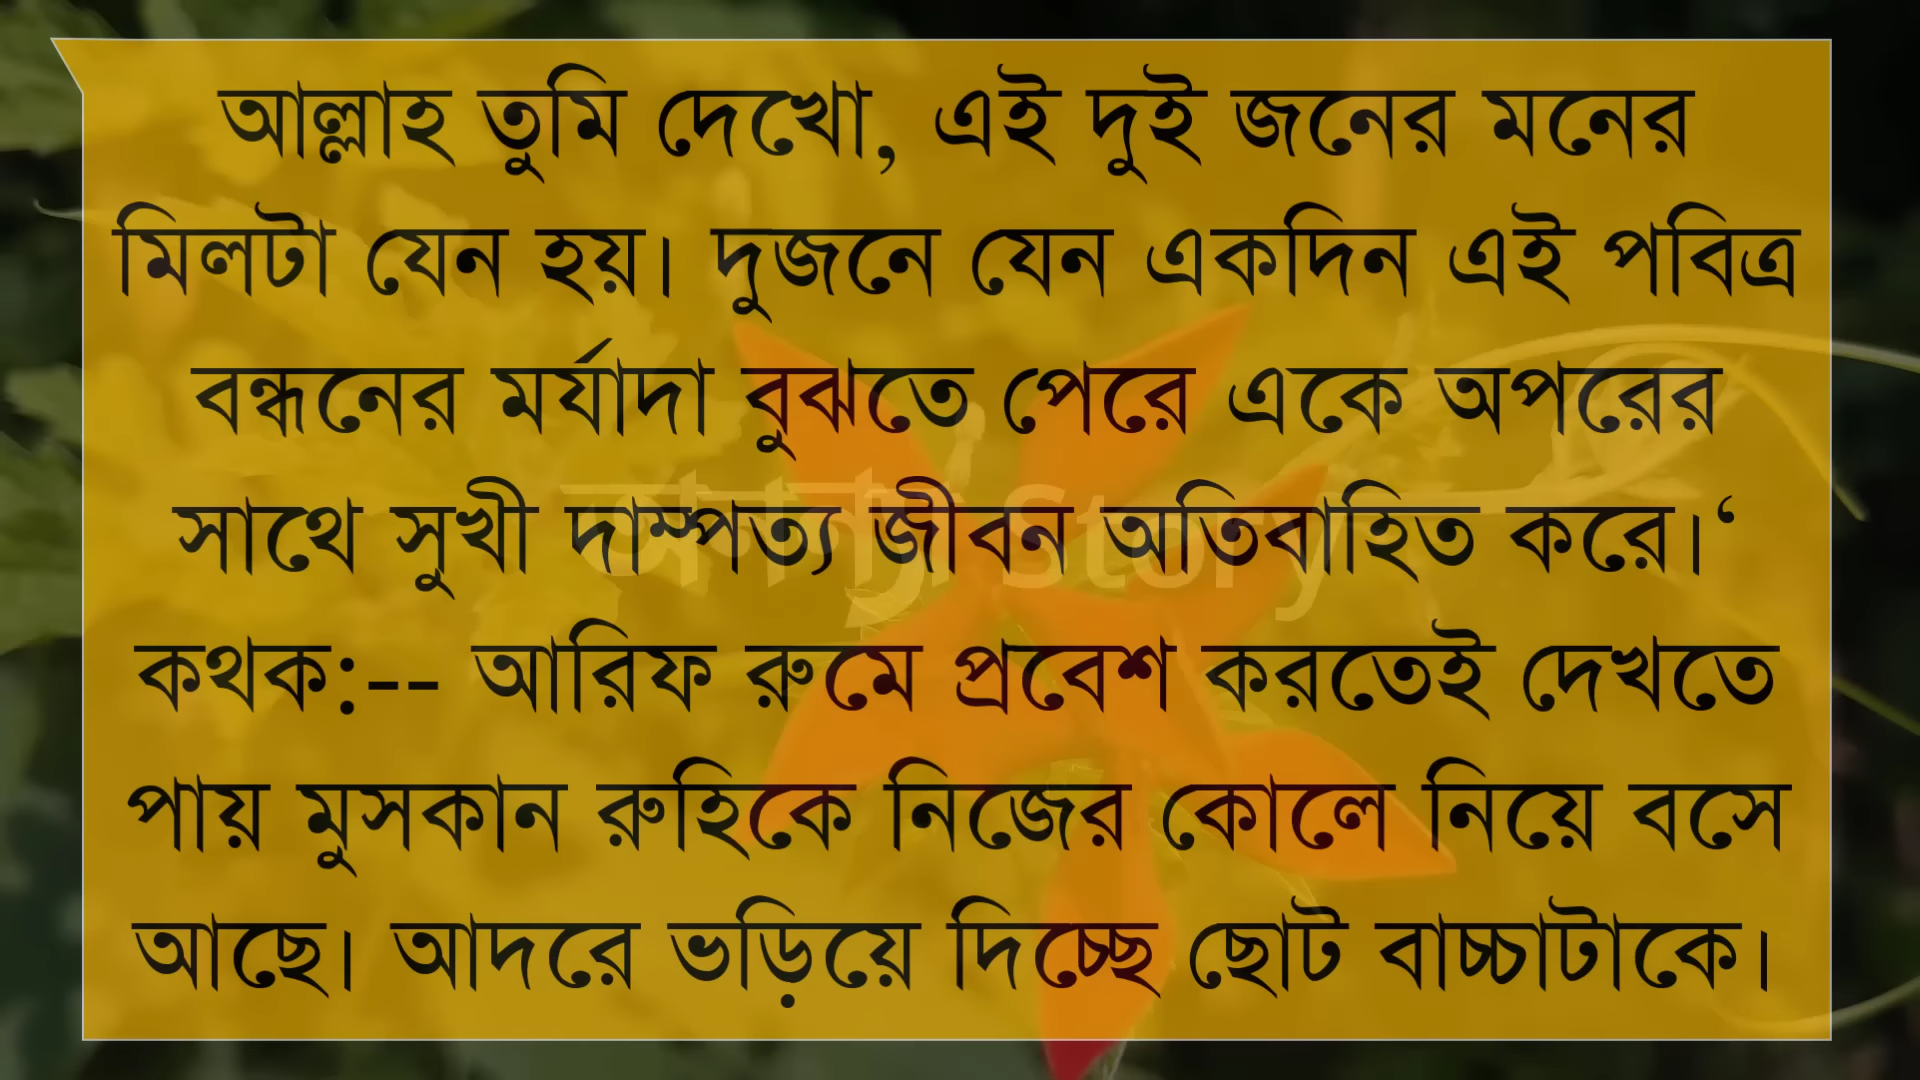 আল্লাহ তুমি দেখো, এই দুই জনের মনের
মিলটা যেন হয়। দুজনে যেন একদিন এই পবিত্র
বন্ধনের মর্যাদা বুঝতে পেরে একে অপরের
সাথে সুখী দাম্পত্য জীবন অতিবাহিত করে।‘
কথক:-- আরিফ রুমে প্রবেশ করতেই দেখতে
পায় মুসকান রুহিকে নিজের কোলে নিয়ে বসে
আছে। আদরে ভড়িয়ে দিচ্ছে ছোট বাচ্চাটাকে।
Story